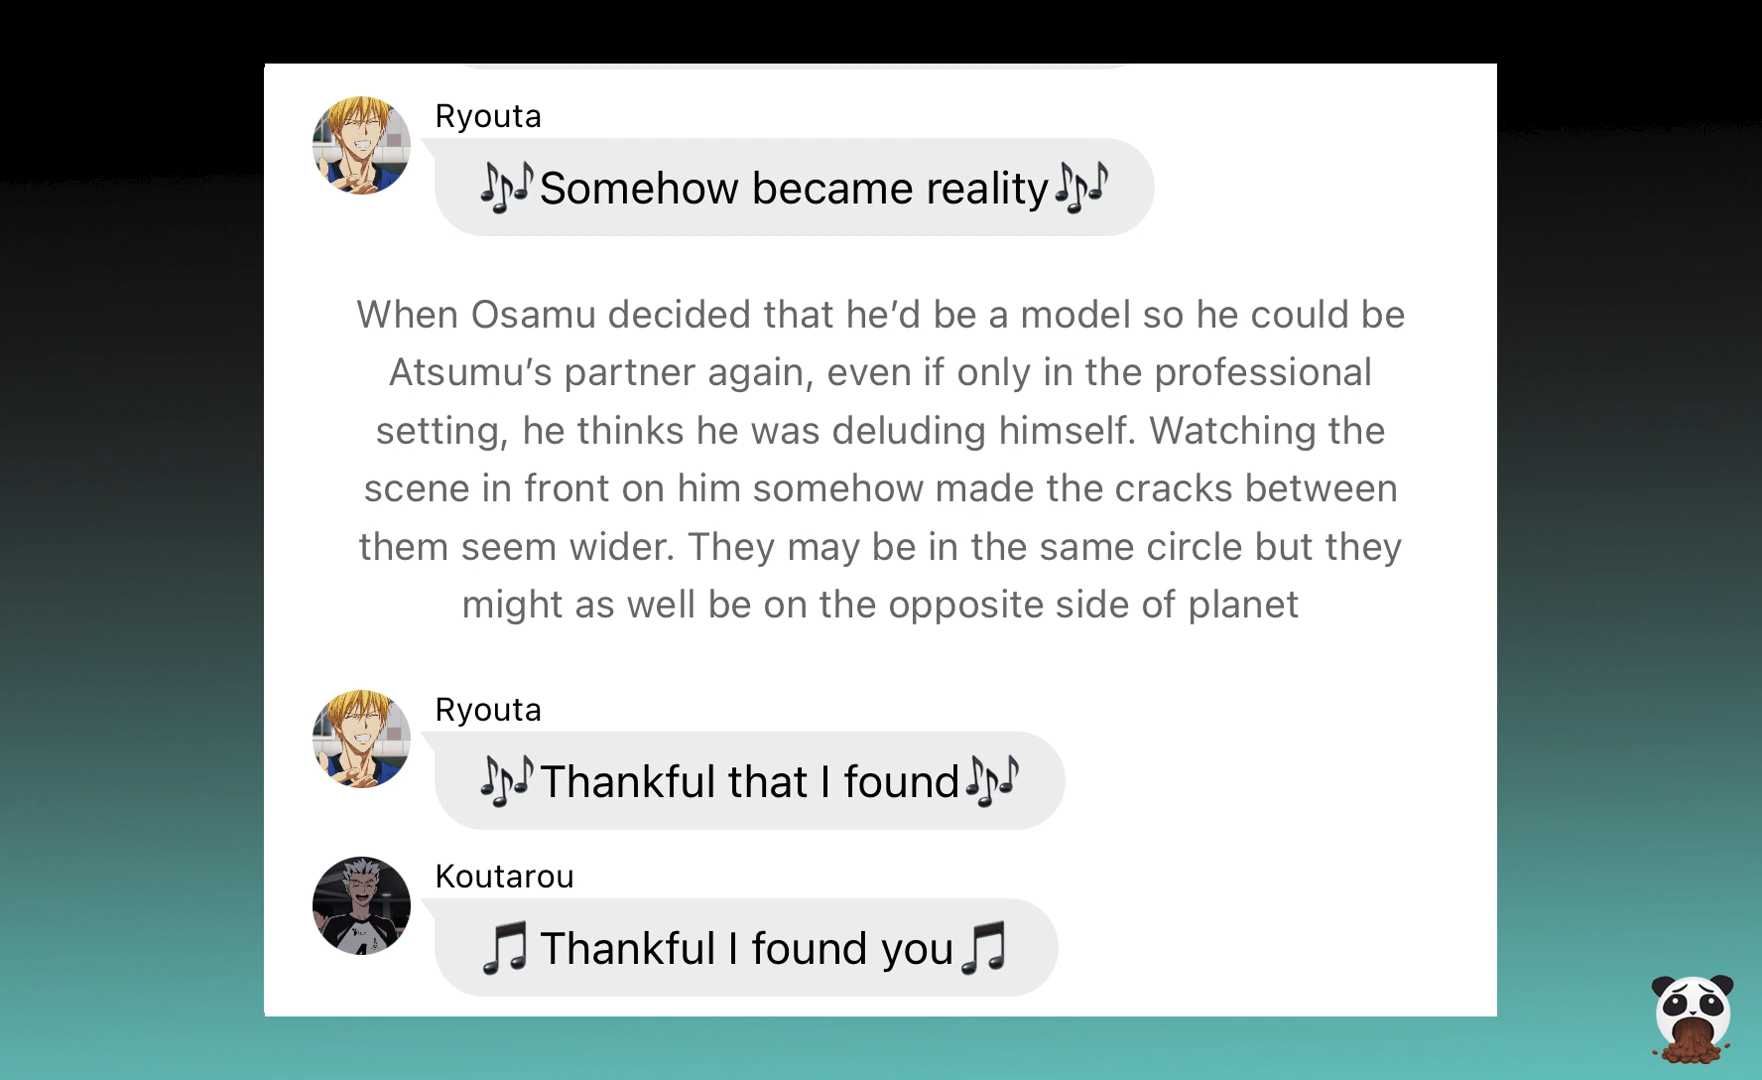 Ryouta
🎶Somehow became reality🎶
When Osamu decided that he’d be a model so he could be
Atsumu’s partner again, even if only in the professional
setting, he thinks he was deluding himself. Watching the
scene in front on him somehow made the cracks between
them seem wider. They may be in the same circle but they
might as well be on the opposite side of planet
Ryouta
🎶Thankful that I found🎶
Koutarou
🎵Thankful I found you🎵